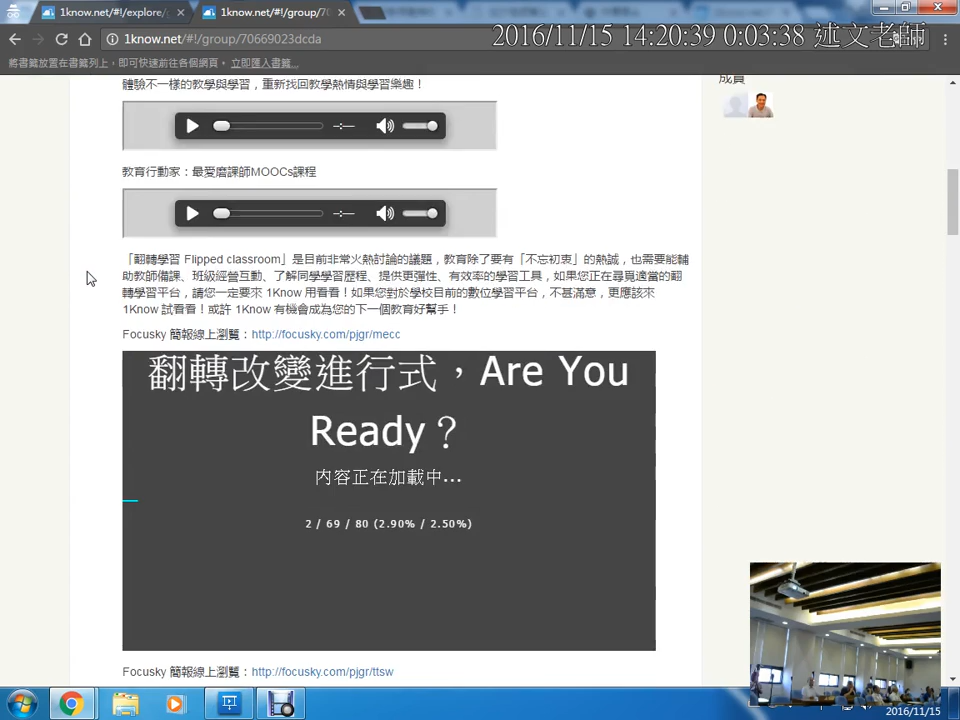 1know.net/#!/explore/
1know.net/#!/group/70
1know.net/#!/group/70669023dcda
2016/11/15 14:20:39 0:03:38 述文老師
將書籤放置在書籤列上，即可快速前往各個網頁。 立即匯入書籤...
體驗不一樣的教學與學習，重新找回教學熱情與學習樂趣！
成員
教育行動家：最愛磨課師MOOCs課程
「翻轉學習 Flipped classroom」是目前非常火熱討論的議題，教育除了要有「不忘初衷」的熱誠，也需要能輔
助教師備課、班級經營互動、了解同學學習歷程、提供更彈性、有效率的學習工具，如果您正在尋覓適當的翻
轉學習平台，請您一定要來 1Know 用看看！如果您對於學校目前的數位學習平台，不甚滿意，更應該來
1Know 試看看！或許 1Know 有機會成為您的下一個教育好幫手！
Focusky 簡報線上瀏覽：http://focusky.com/pjgr/mecc
翻轉改變進行式，Are You
Ready？
內容正在加載中...
2 / 69 / 80 (2.90% / 2.50%)
Focusky 簡報線上瀏覽：http://focusky.com/pjgr/ttsw
2016/11/15